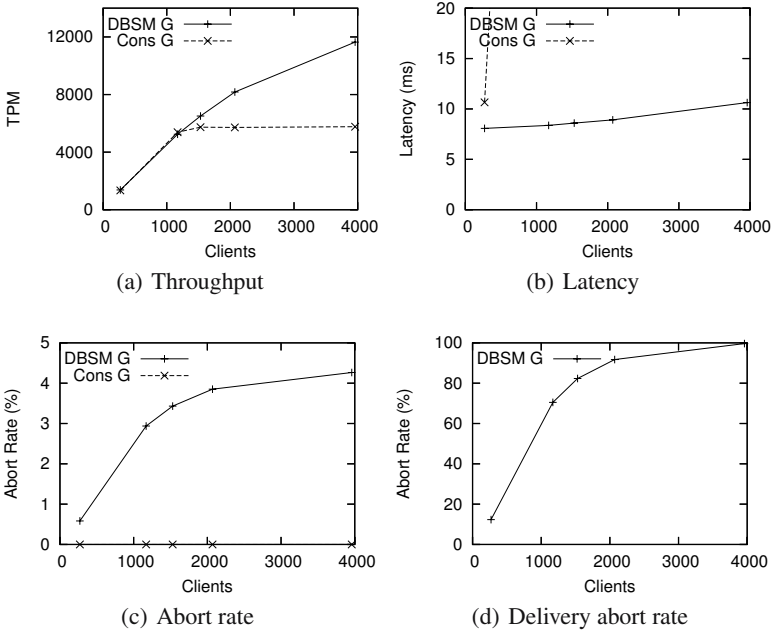 DBSM G
Cons G
12000
8000
4000
0
TPM
0 1000 2000 3000 4000
Clients
(a) Throughput
DBSM G
Cons G
20
15
10
5
0
Latency (ms)
0 1000 2000 3000 4000
Clients
(b) Latency
DBSM G
Cons G
5
4
3
2
1
0
Abort Rate (%)
0 1000 2000 3000 4000
Clients
(c) Abort rate
DBSM G
100
80
60
40
20
0
Abort Rate (%)
0 1000 2000 3000 4000
Clients
(d) Delivery abort rate